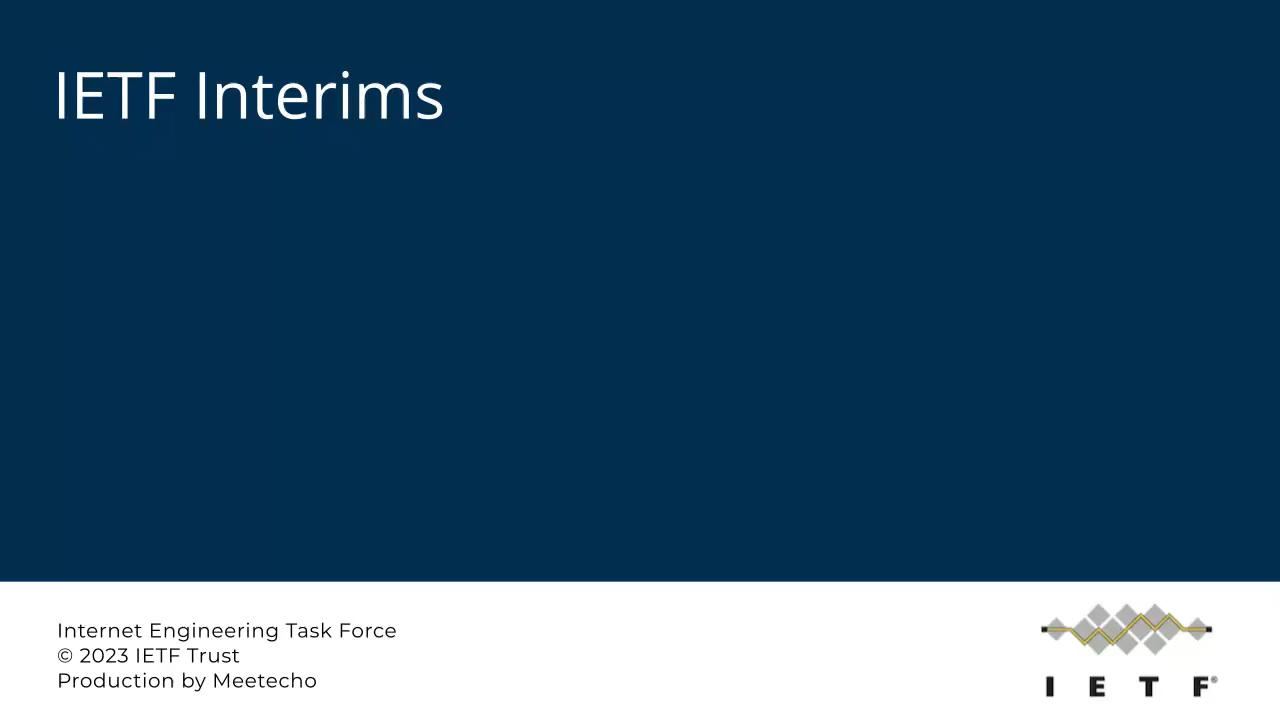 IETF Interims
Internet Engineering Task Force
© 2023 IETF Trust
Production by Meetecho
I E T F®